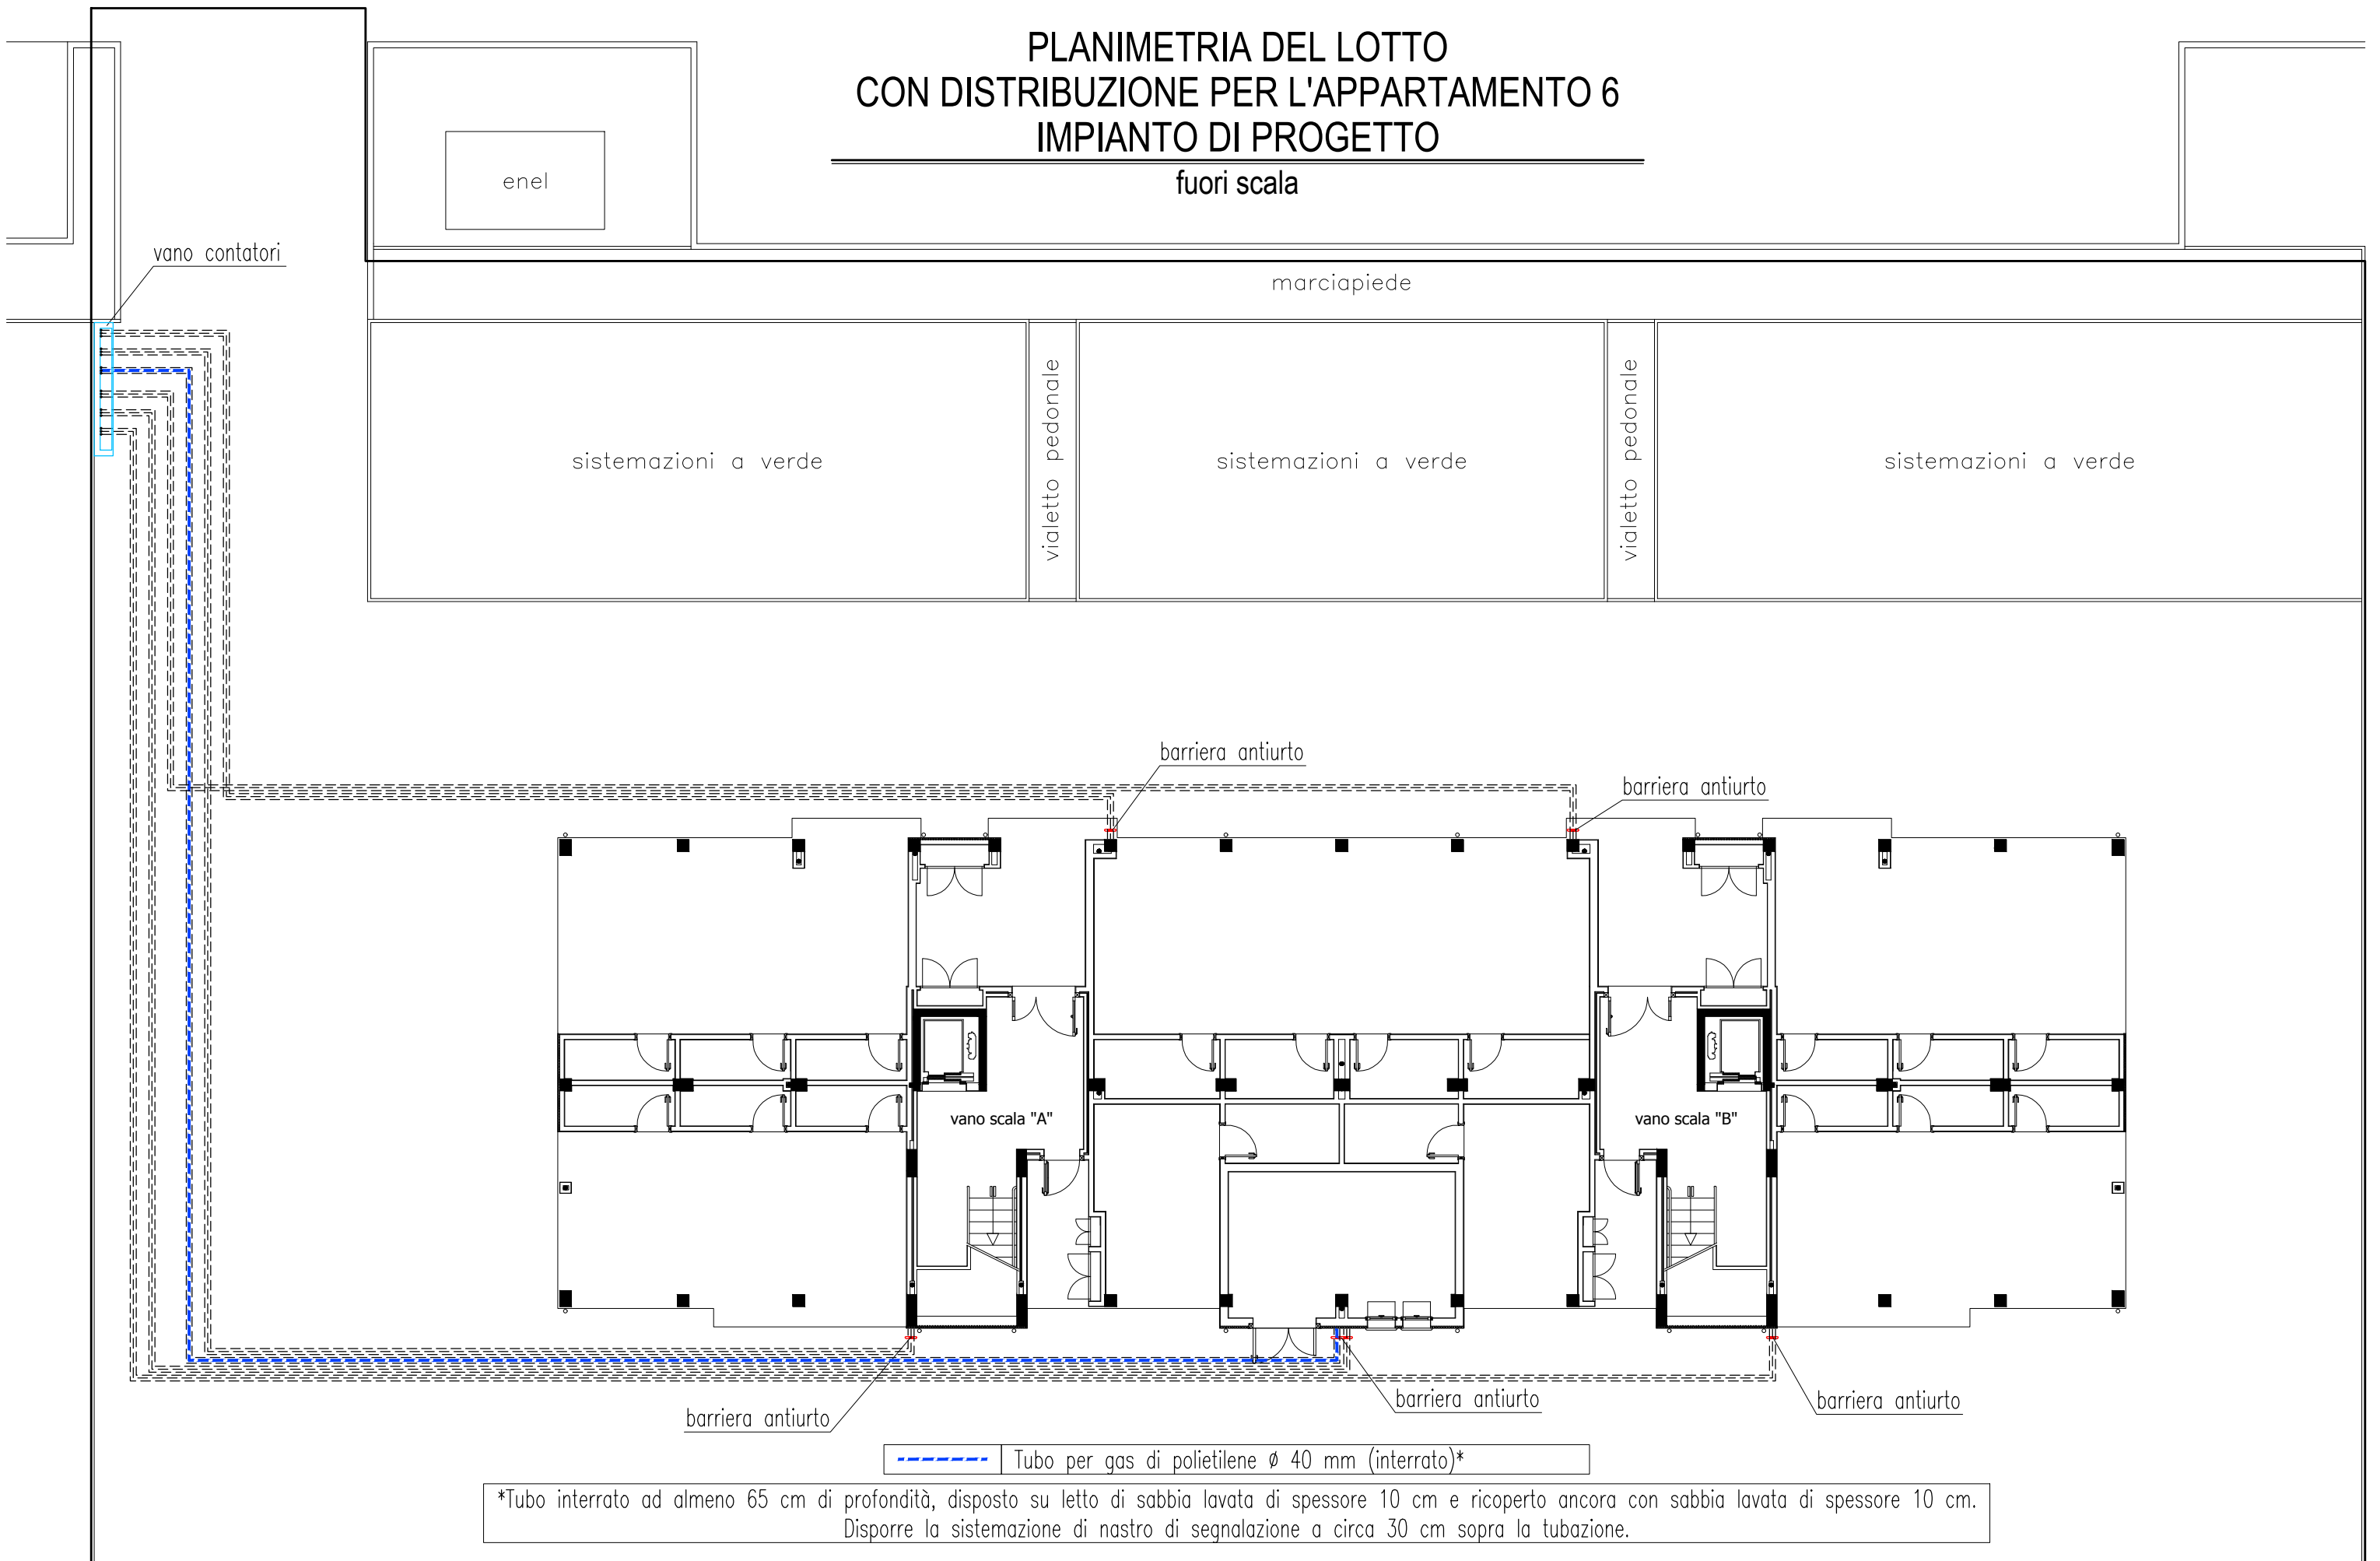 PLANIMETRIA DEL LOTTO
CON DISTRIBUZIONE PER L'APPARTAMENTO 6
IMPIANTO DI PROGETTO
fuori scala
enel
vano contatori
marciapiede
sistemazioni a verde
vialetto pedonale
sistemazioni a verde
vialetto pedonale
sistemazioni a verde
barriera antiurto
barriera antiurto
vano scala "A"
vano scala "B"
barriera antiurto
barriera antiurto
barriera antiurto
Tubo per gas di polietilene ø 40 mm (interrato)*
*Tubo interrato ad almeno 65 cm di profondità, disposto su letto di sabbia lavata di spessore 10 cm e ricoperto ancora con sabbia lavata di spessore 10 cm.
Disporre la sistemazione di nastro di segnalazione a circa 30 cm sopra la tubazione.